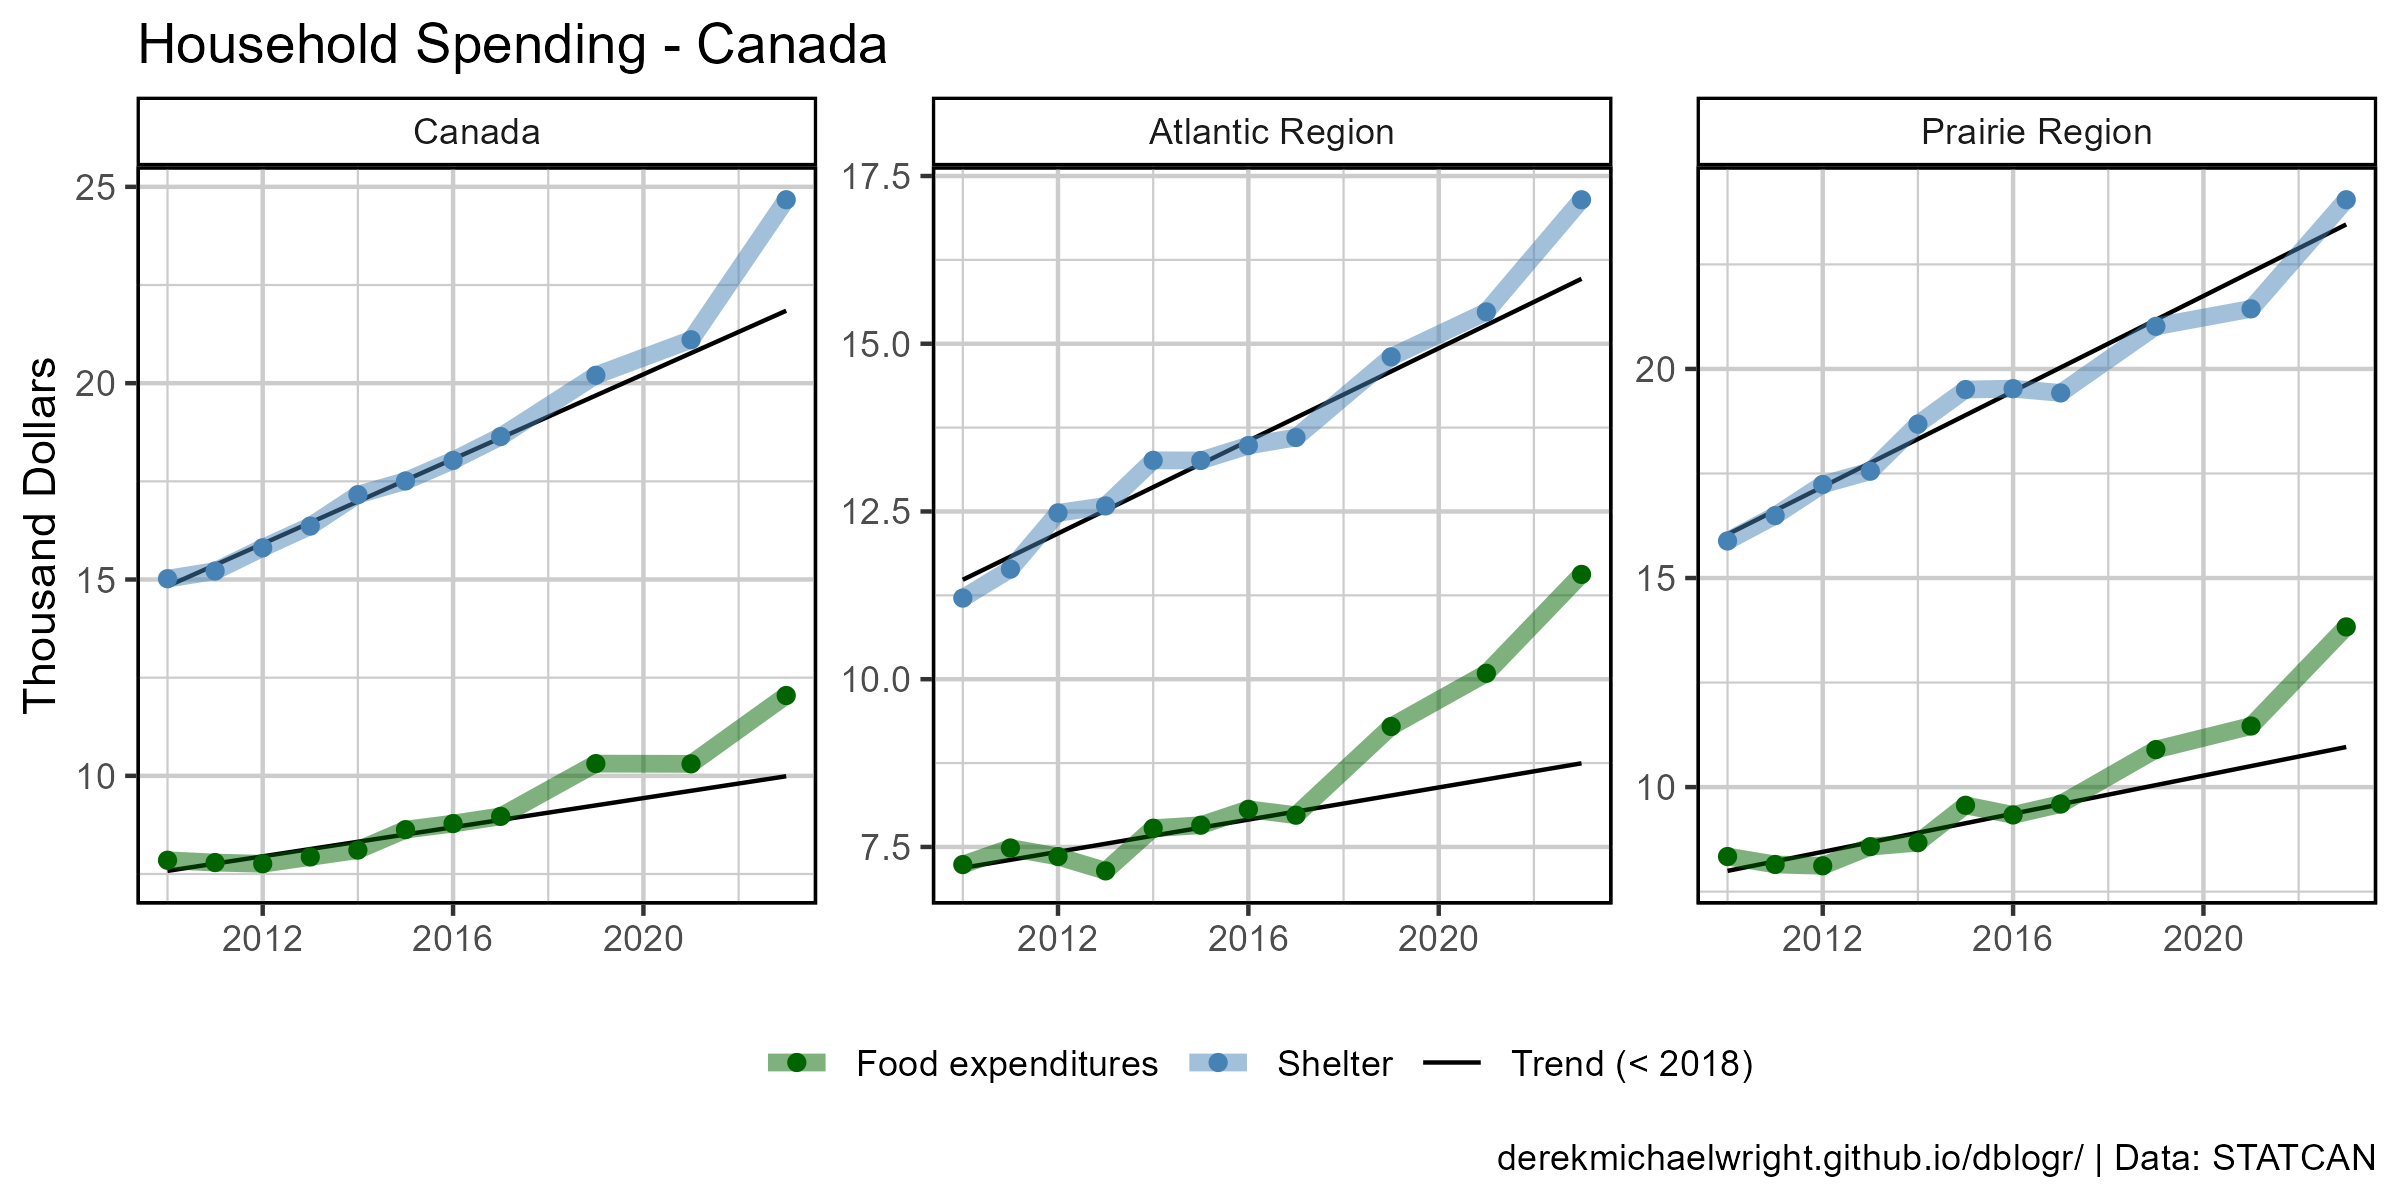 Household Spending - Canada
Canada
Atlantic Region
Prairie Region
Thousand Dollars
25
20
15
10
17.5
15.0
12.5
10.0
7.5
20
15
10
2012 2016 2020
2012 2016 2020
2012 2016 2020
Food expenditures Shelter Trend (< 2018)
derekmichaelwright.github.io/dblogr/ | Data: STATCAN